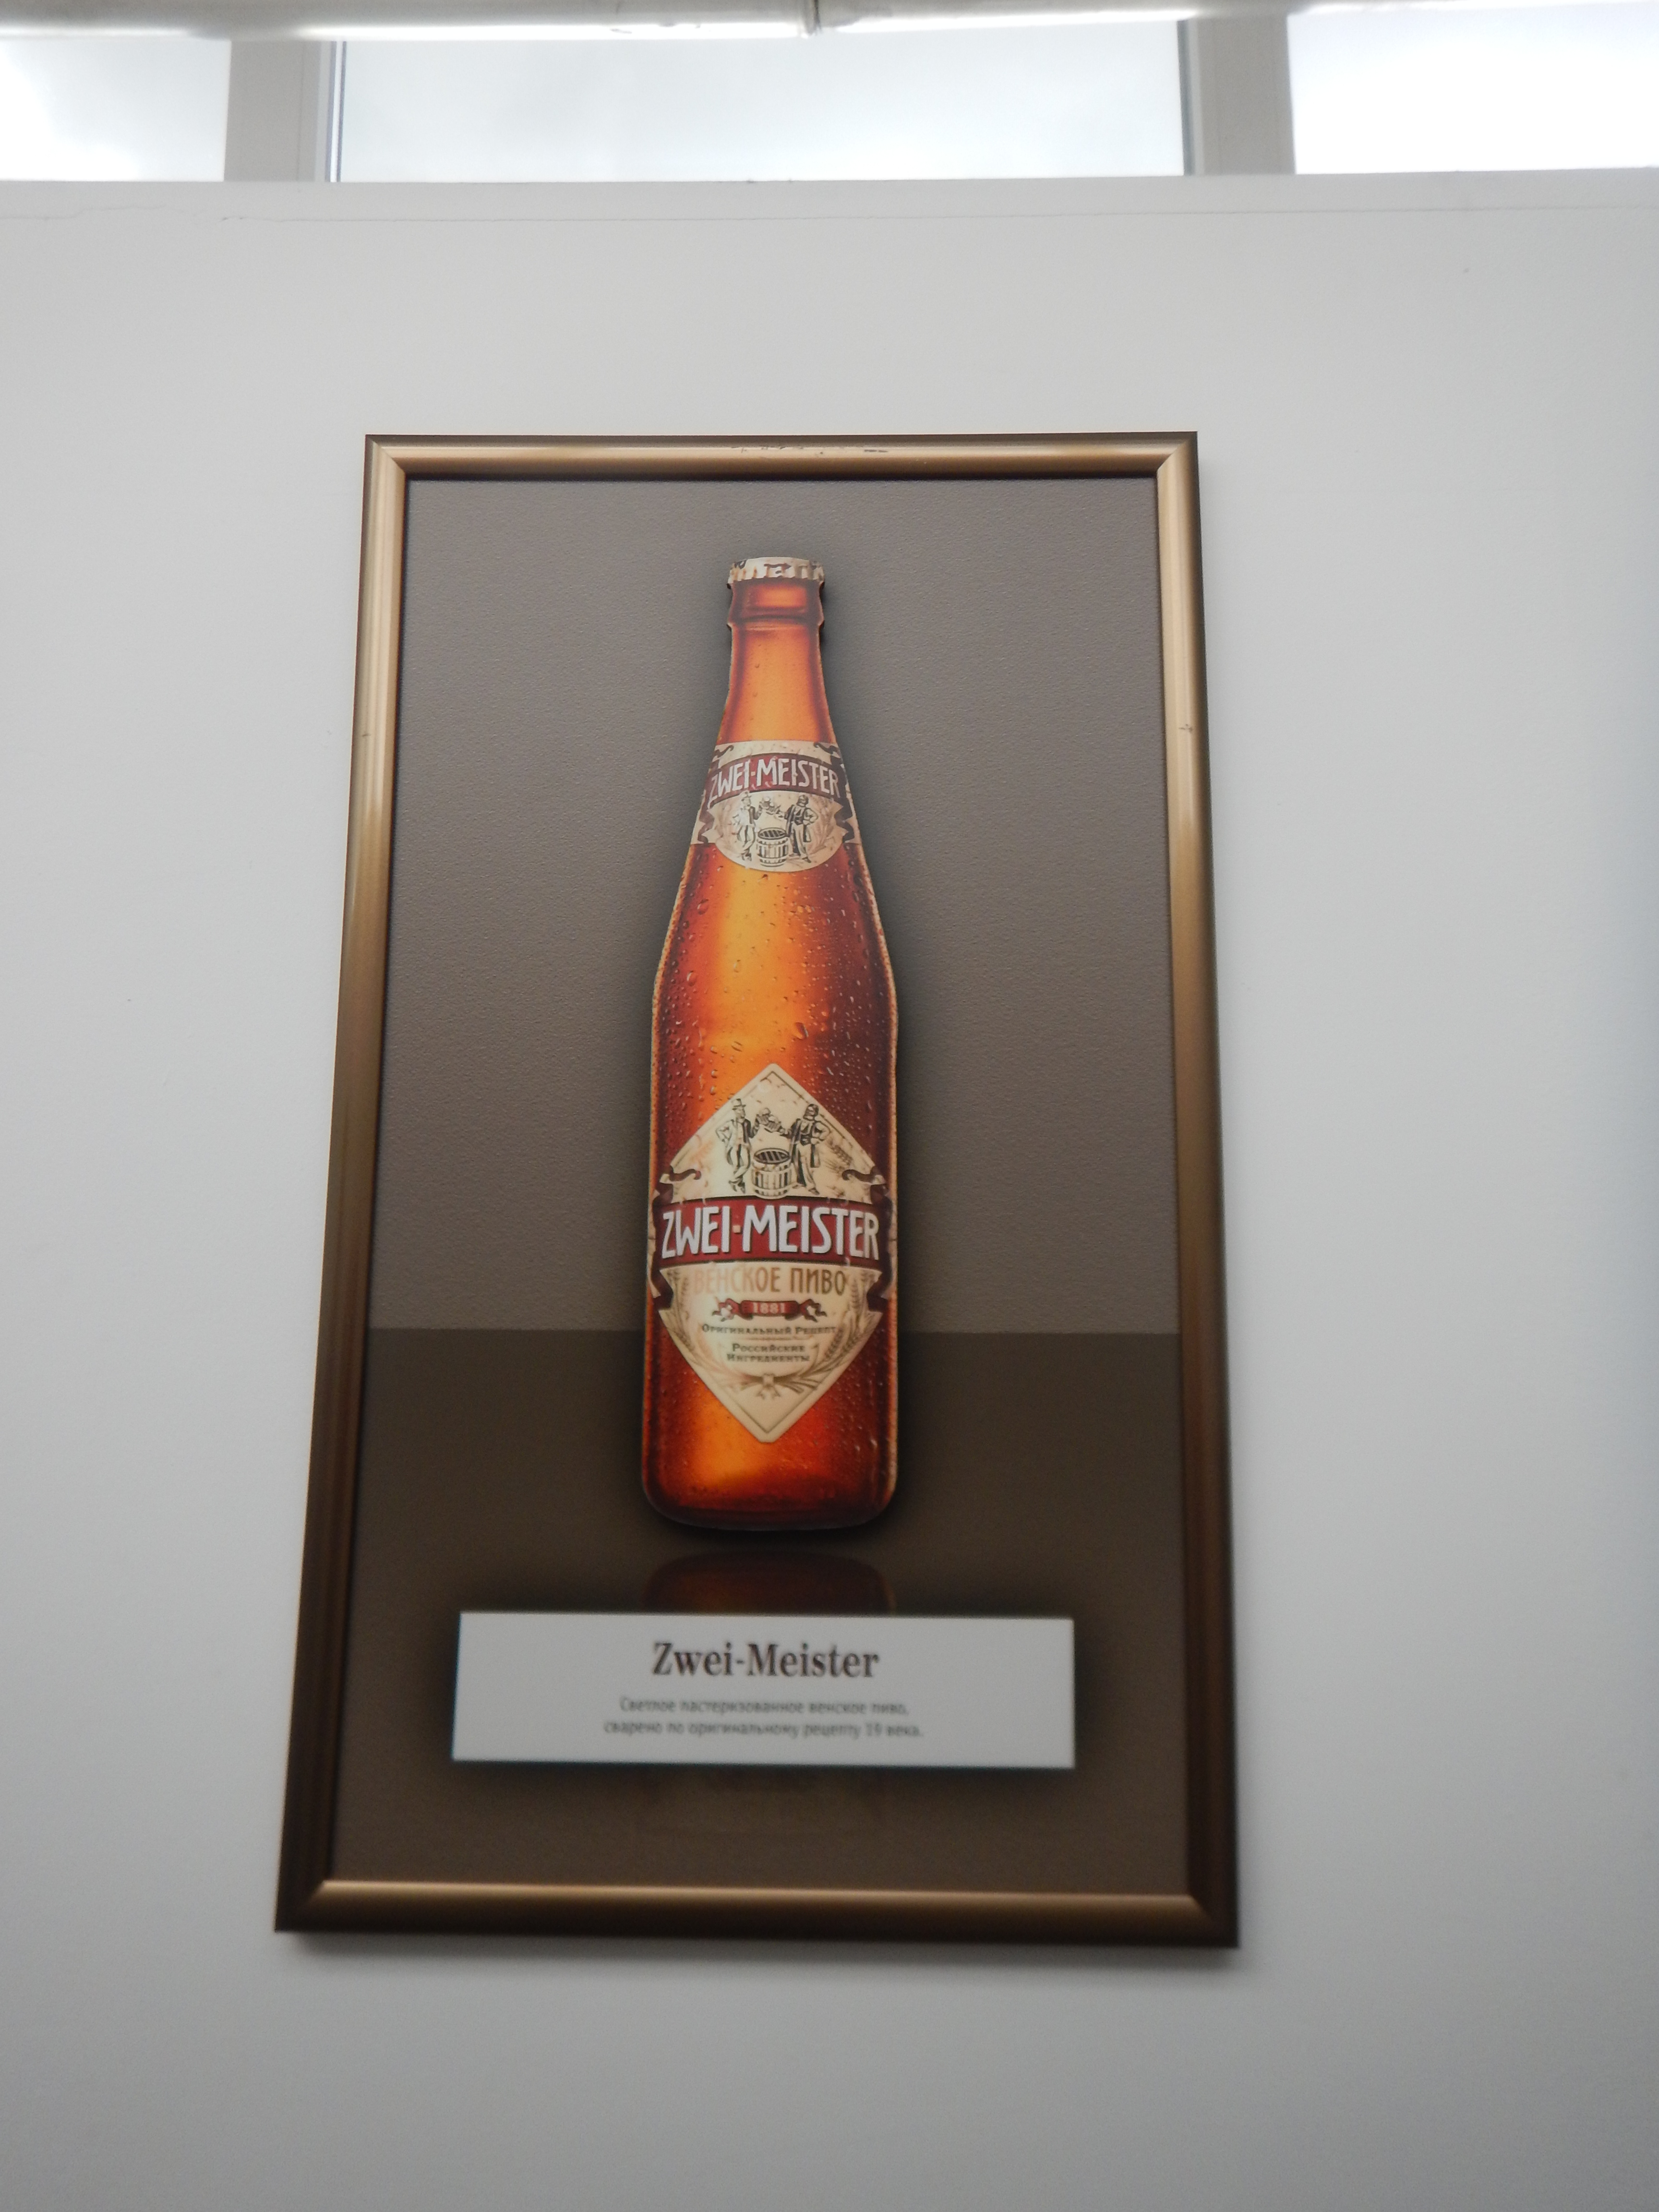 ZWEI-MEISTER
ZWEI-MEISTER
ВЕНСКОЕ ПИВО
1881
Оригинальный Рецепт
Российские
Ингредиенты
Zwei-Meister
Светлое пастеризованное венское пиво,
сварено по оригинальному рецепту 19 века.